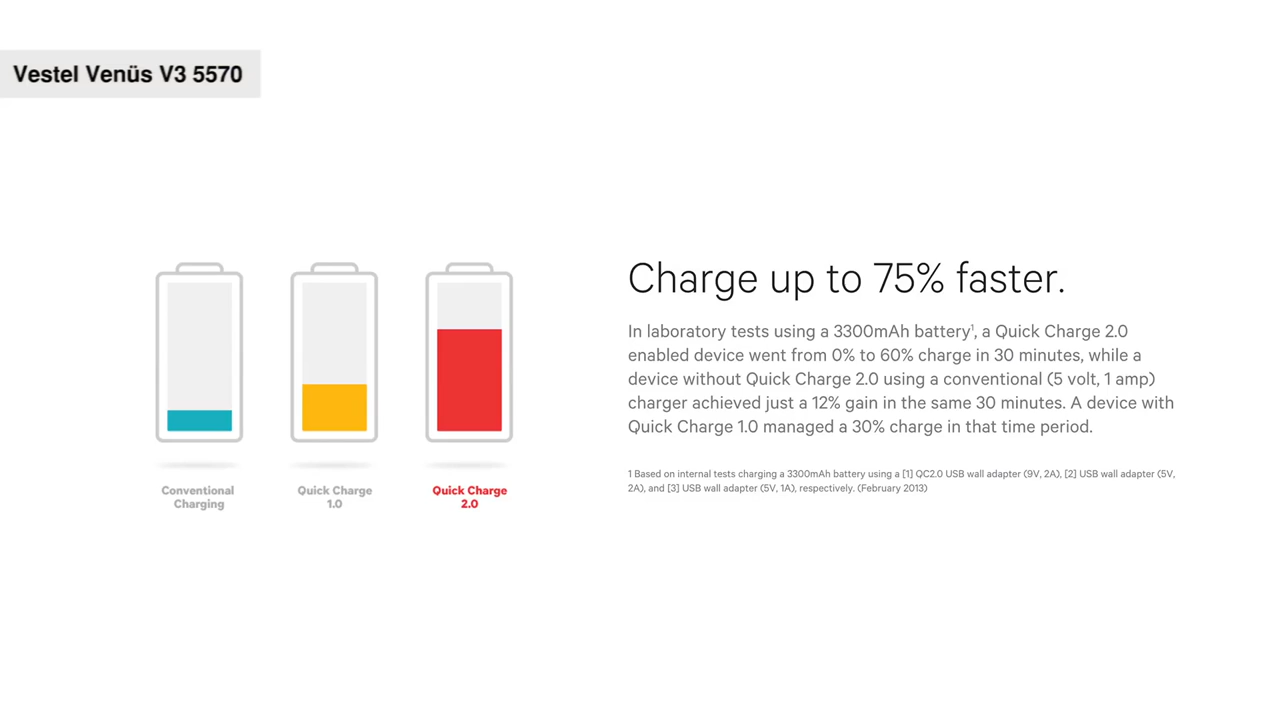 Vestel Venüs V3 5570
Charge up to 75% faster.
In laboratory tests using a 3300mAh battery¹, a Quick Charge 2.0
enabled device went from 0% to 60% charge in 30 minutes, while a
device without Quick Charge 2.0 using a conventional (5 volt, 1 amp)
charger achieved just a 12% gain in the same 30 minutes. A device with
Quick Charge 1.0 managed a 30% charge in that time period.
1 Based on internal tests charging a 3300mAh battery using a [1] QC2.0 USB wall adapter (9V, 2A), [2] USB wall adapter (5V,
2A), and [3] USB wall adapter (5V, 1A), respectively. (February 2013)
Conventional
Charging
Quick Charge
1.0
Quick Charge
2.0